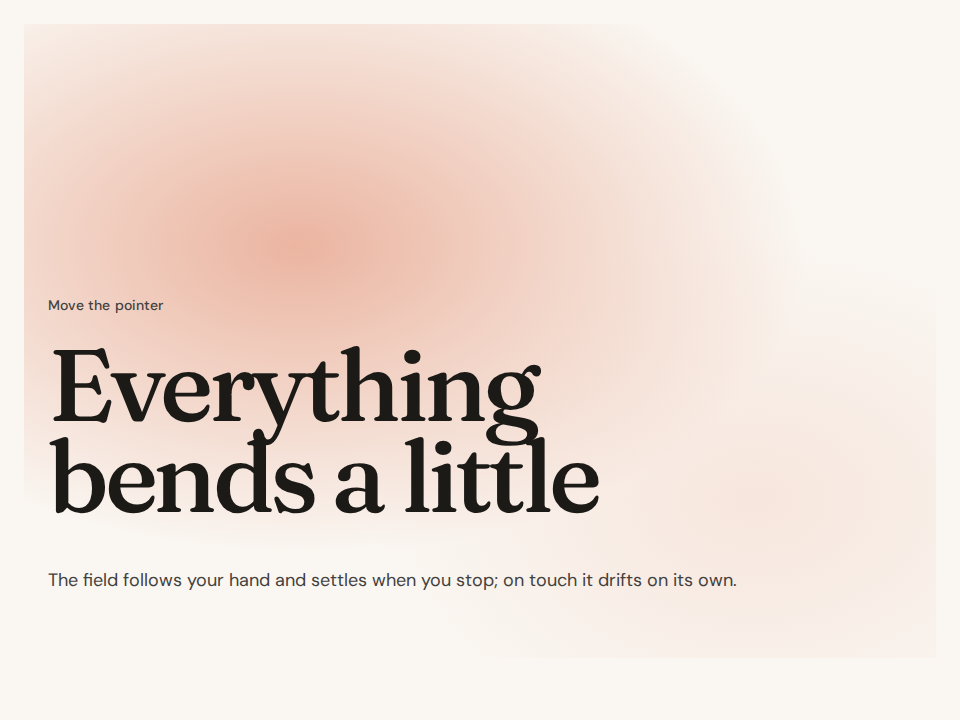 Move the pointer
Everything
bends a little
The field follows your hand and settles when you stop; on touch it drifts on its own.